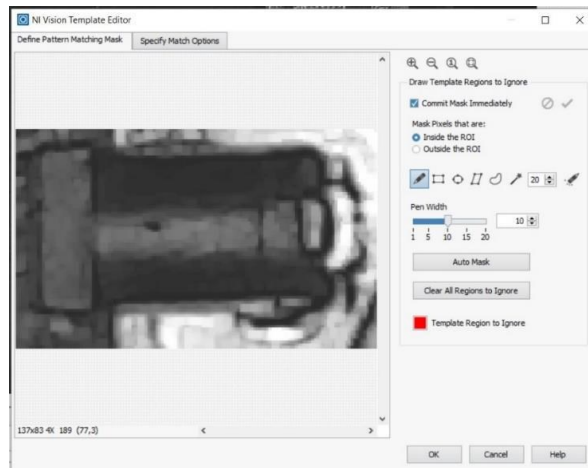 NI Vision Template Editor
Define Pattern Matching Mask
Specify Match Options
Draw Template Regions to Ignore
Commit Mask Immediately
Mask Pixels that are:
Inside the ROI
Outside the ROI
20
Pen Width
10
1 5 10 15 20
Auto Mask
Clear All Regions to Ignore
Template Region to Ignore
137x83 4X 189 (77,3)
OK Cancel Help